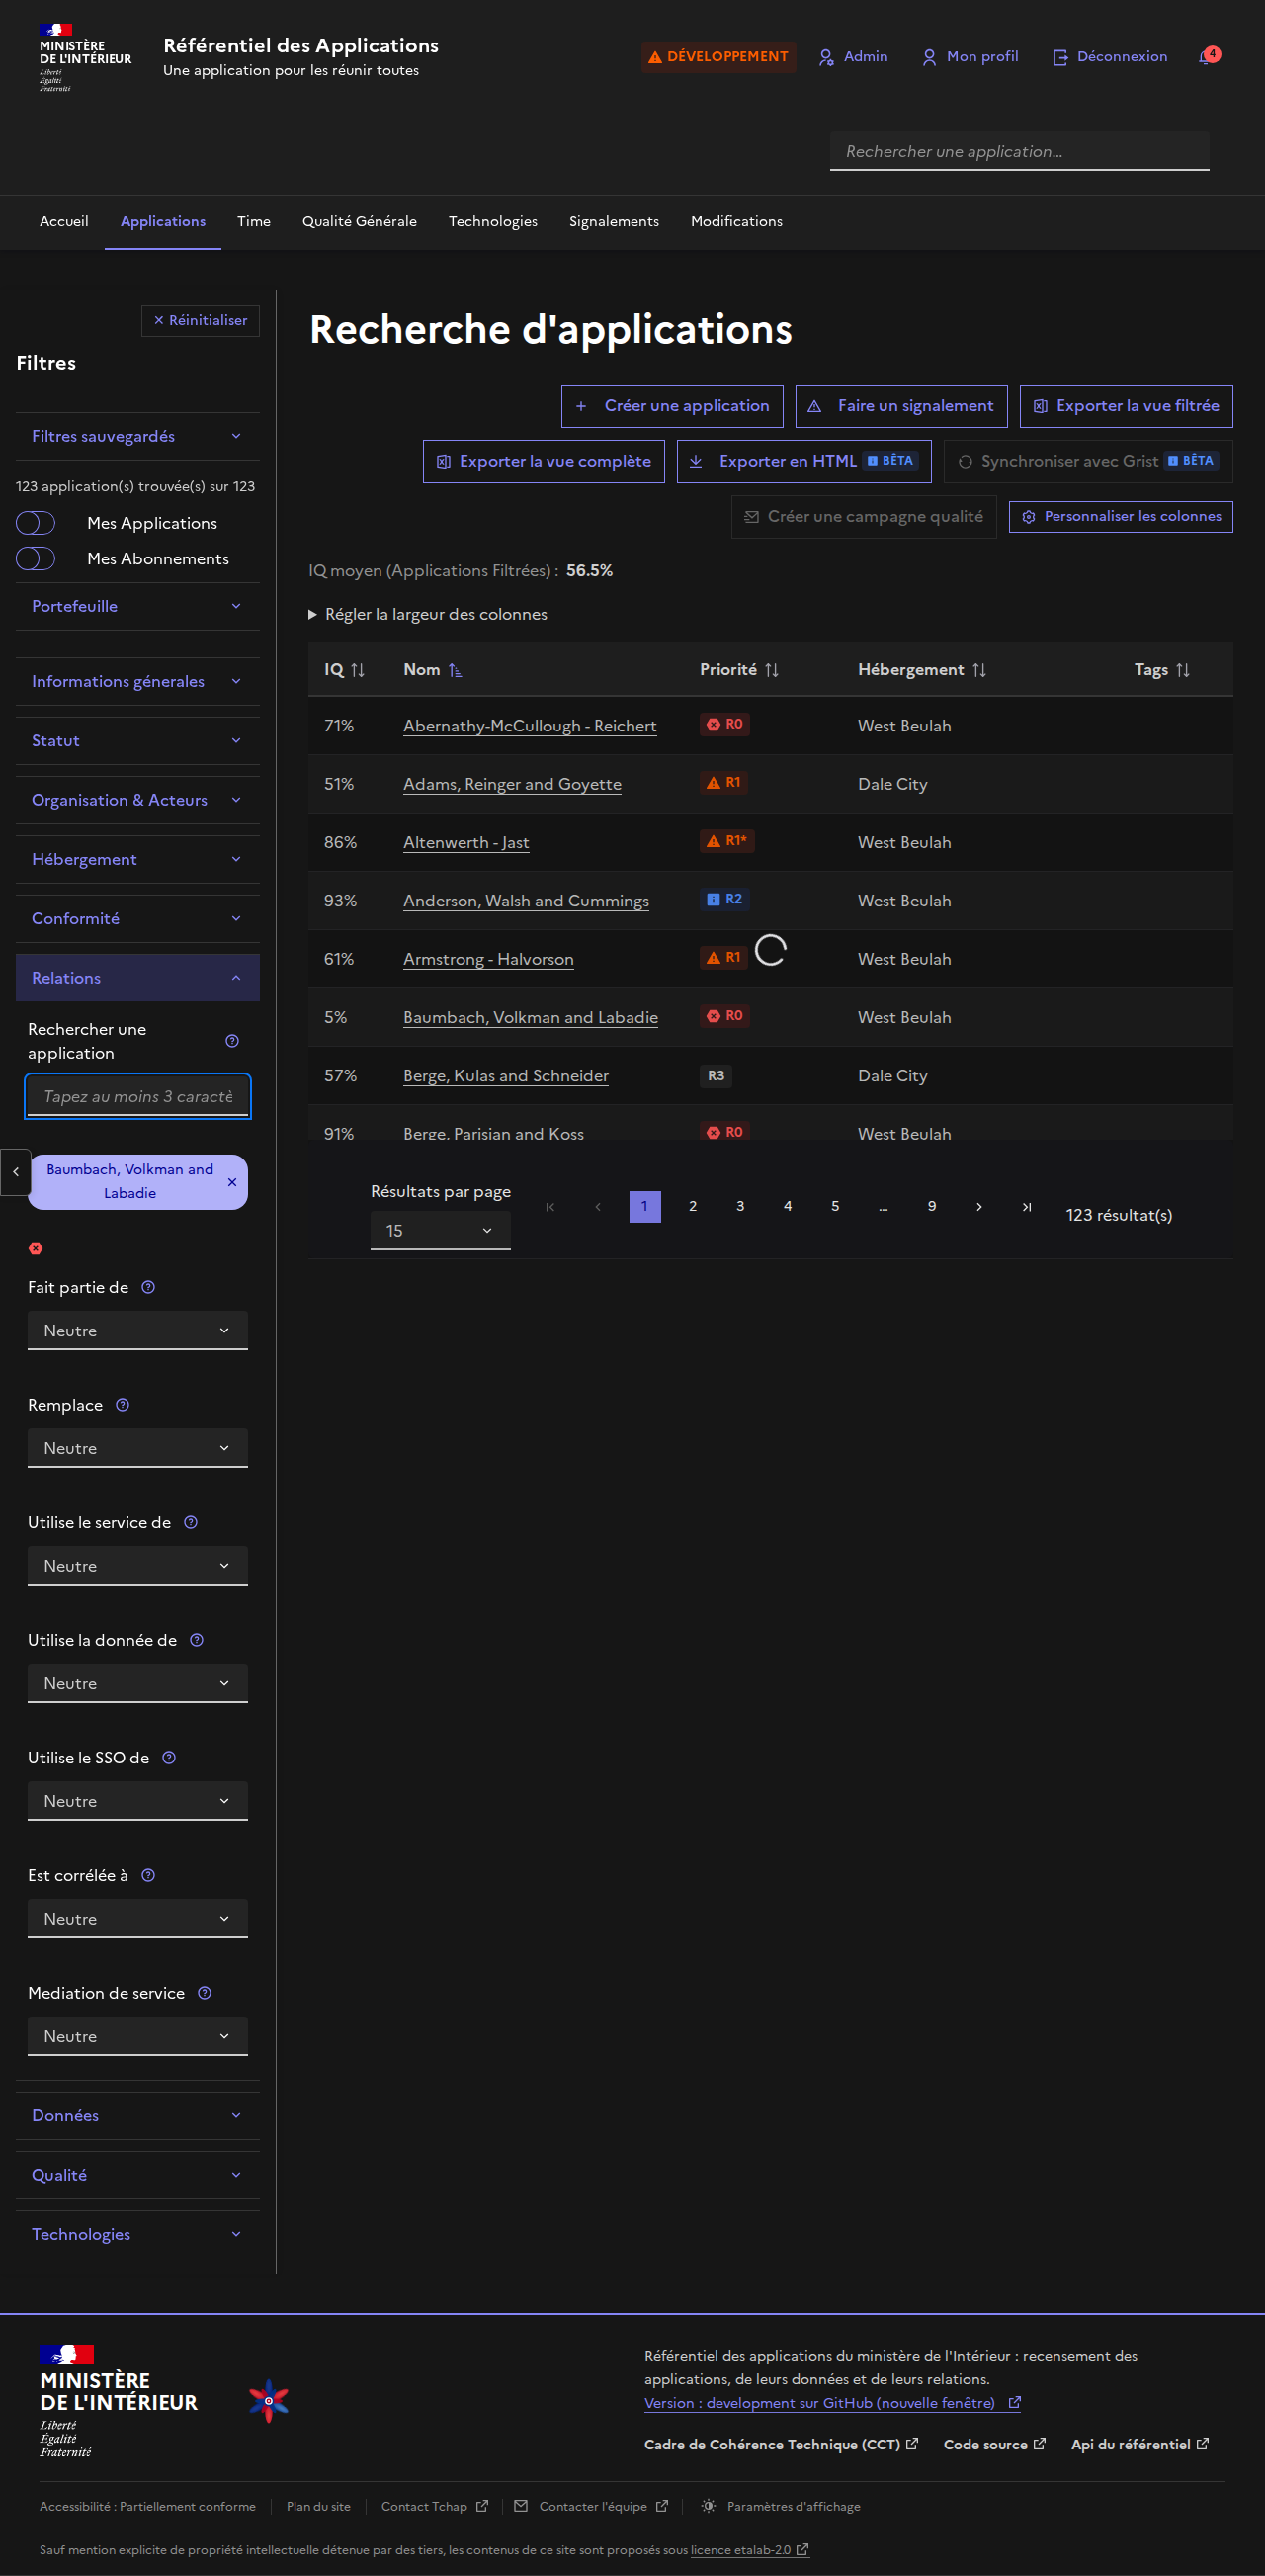 MINISTÈRE
DE L'INTÉRIEUR
Liberté
Égalité
Fraternité
Référentiel des Applications
Une application pour les réunir toutes
DÉVELOPPEMENT
Admin
Mon profil
Déconnexion
4
Rechercher une application...
Accueil
Applications
Time
Qualité Générale
Technologies
Signalements
Modifications
Réinitialiser
Filtres
Filtres sauvegardés
123 application(s) trouvée(s) sur 123
Mes Applications
Mes Abonnements
Portefeuille
Informations génerales
Statut
Organisation & Acteurs
Hébergement
Conformité
Relations
Rechercher une
application
Tapez au moins 3 caractè
Baumbach, Volkman and
Labadie
Fait partie de
Neutre
Remplace
Neutre
Utilise le service de
Neutre
Utilise la donnée de
Neutre
Utilise le SSO de
Neutre
Est corrélée à
Neutre
Mediation de service
Neutre
Données
Qualité
Technologies
Recherche d'applications
Créer une application
Faire un signalement
Exporter la vue filtrée
Exporter la vue complète
Exporter en HTML BÊTA
Synchroniser avec Grist BÊTA
Créer une campagne qualité
Personnaliser les colonnes
IQ moyen (Applications Filtrées) : 56.5%
Régler la largeur des colonnes
IQ Nom Priorité Hébergement Tags
71% Abernathy-McCullough - Reichert R0 West Beulah
51% Adams, Reinger and Goyette R1 Dale City
86% Altenwerth - Jast R1* West Beulah
93% Anderson, Walsh and Cummings R2 West Beulah
61% Armstrong - Halvorson R1 West Beulah
5% Baumbach, Volkman and Labadie R0 West Beulah
57% Berge, Kulas and Schneider R3 Dale City
91% Berge, Parisian and Koss R0 West Beulah
Résultats par page
15
1 2 3 4 5 … 9
123 résultat(s)
MINISTÈRE
DE L'INTÉRIEUR
Liberté
Égalité
Fraternité
Référentiel des applications du ministère de l'Intérieur : recensement des
applications, de leurs données et de leurs relations.
Version : development sur GitHub (nouvelle fenêtre)
Cadre de Cohérence Technique (CCT)
Code source
Api du référentiel
Accessibilité : Partiellement conforme
Plan du site
Contact Tchap
Contacter l'équipe
Paramètres d'affichage
Sauf mention explicite de propriété intellectuelle détenue par des tiers, les contenus de ce site sont proposés sous licence etalab-2.0